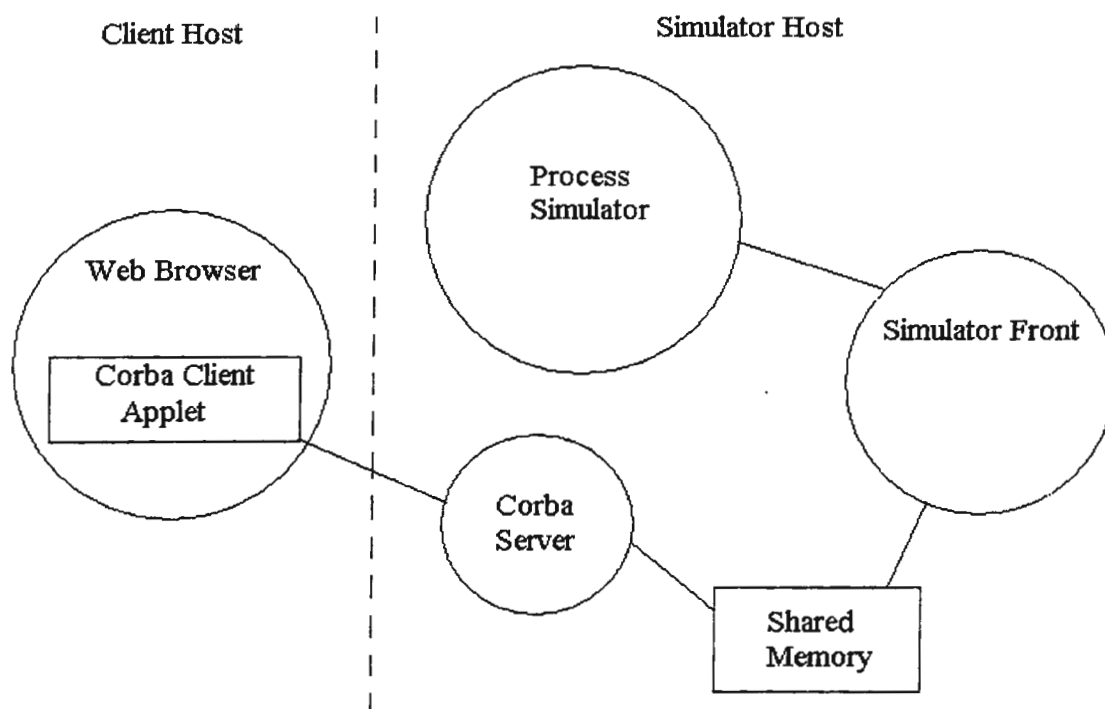 Client Host
Simulator Host
Process
Simulator
Web Browser
Simulator Front
Corba Client
Applet
Corba
Server
Shared
Memory